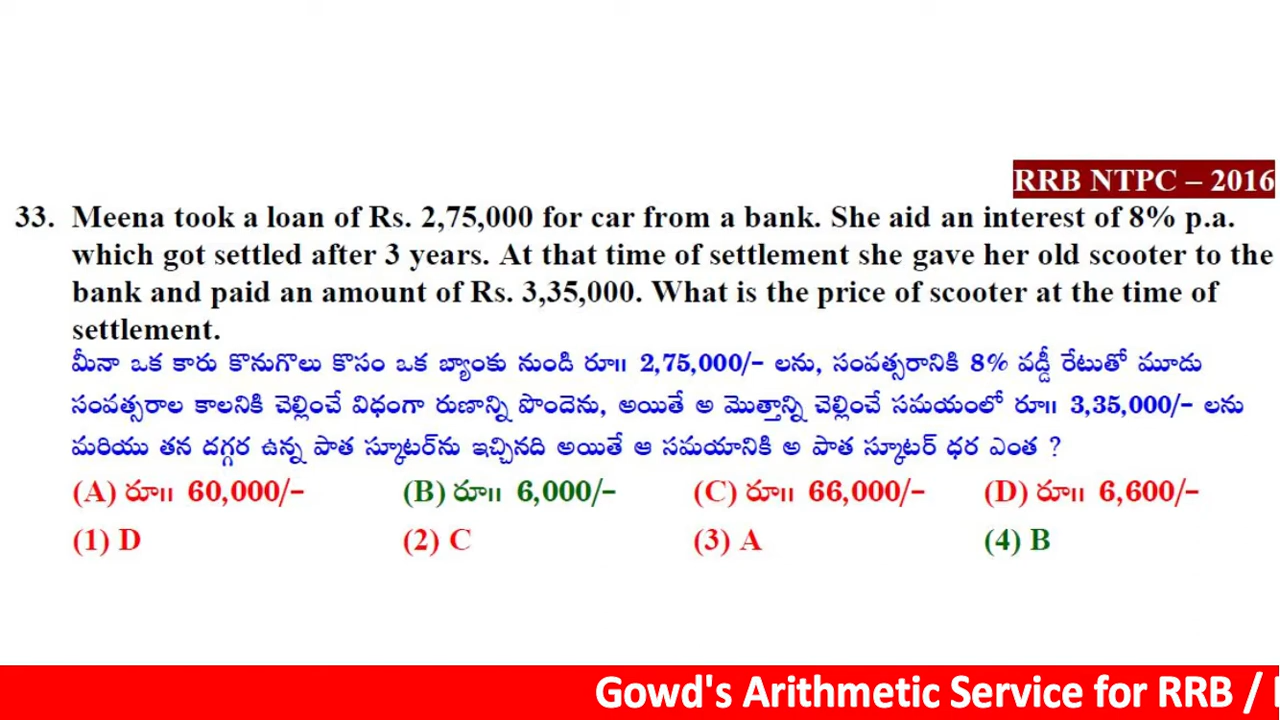 RRB NTPC – 2016
33. Meena took a loan of Rs. 2,75,000 for car from a bank. She aid an interest of 8% p.a.
which got settled after 3 years. At that time of settlement she gave her old scooter to the
bank and paid an amount of Rs. 3,35,000. What is the price of scooter at the time of
settlement.
మీనా ఒక కారు కొనుగొలు కొసం ఒక బ్యాంకు నుండి రూ॥ 2,75,000/- లను, సంవత్సరానికి 8% వడ్డీ రేటుతో మూడు
సంవత్సరాల కాలనికి చెల్లించే విధంగా రుణాన్ని పొందెను, అయితే అ మొత్తాన్ని చెల్లించే సమయంలో రూ॥ 3,35,000/- లను
మరియు తన దగ్గర ఉన్న పాత స్కూటర్‌ను ఇచ్చినది అయితే ఆ సమయానికి అ పాత స్కూటర్ ధర ఎంత ?
(A) రూ॥ 60,000/- (B) రూ॥ 6,000/- (C) రూ॥ 66,000/- (D) రూ॥ 6,600/-
(1) D (2) C (3) A (4) B
Gowd's Arithmetic Service for RRB /